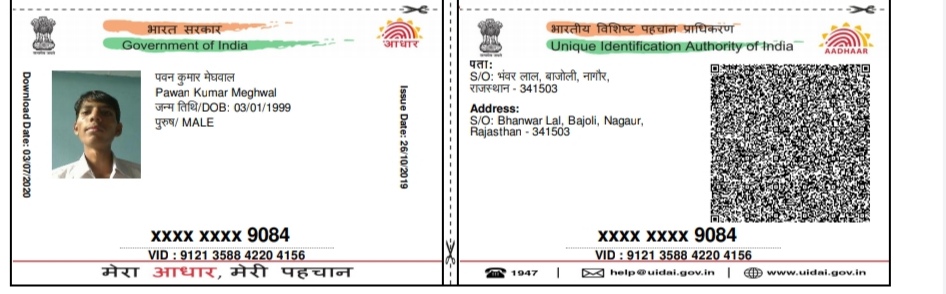 भारत सरकार
Government of India
आधार
Download Date: 03/07/2020
पवन कुमार मेघवाल
Pawan Kumar Meghwal
जन्म तिथि/DOB: 03/01/1999
पुरुष/ MALE
Issue Date: 26/10/2019
xxxx xxxx 9084
VID : 9121 3588 4220 4156
मेरा आधार, मेरी पहचान
भारतीय विशिष्ट पहचान प्राधिकरण
Unique Identification Authority of India
AADHAAR
पता:
S/O: भंवर लाल, बाजोली, नागौर,
राजस्थान - 341503
Address:
S/O: Bhanwar Lal, Bajoli, Nagaur,
Rajasthan - 341503
xxxx xxxx 9084
VID : 9121 3588 4220 4156
1947 | help@uidai.gov.in | www.uidai.gov.in